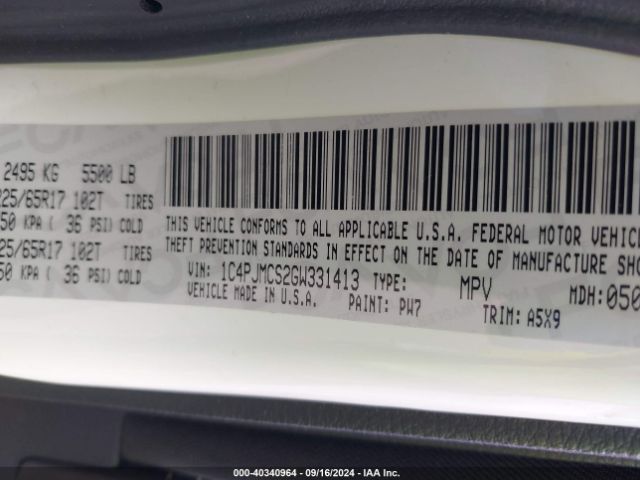 2495 KG 5500 LB
225/65R17 102T TIRES
250 KPA ( 36 PSI) COLD
225/65R17 102T TIRES
250 KPA ( 36 PSI) COLD
THIS VEHICLE CONFORMS TO ALL APPLICABLE U.S.A. FEDERAL MOTOR VEHICLE
THEFT PREVENTION STANDARDS IN EFFECT ON THE DATE OF MANUFACTURE SHO
VIN: 1C4PJMCS2GW331413 TYPE: MPV MDH:050
VEHICLE MADE IN U.S.A. PAINT: PW7 TRIM: A5X9
000-40340964 - 09/16/2024 - IAA Inc.